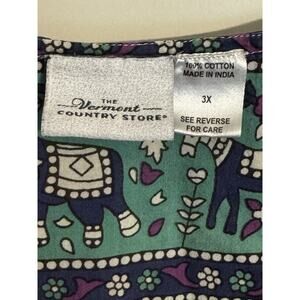 THE
Vermont
COUNTRY STORE®
100% COTTON
MADE IN INDIA
3X
SEE REVERSE
FOR CARE